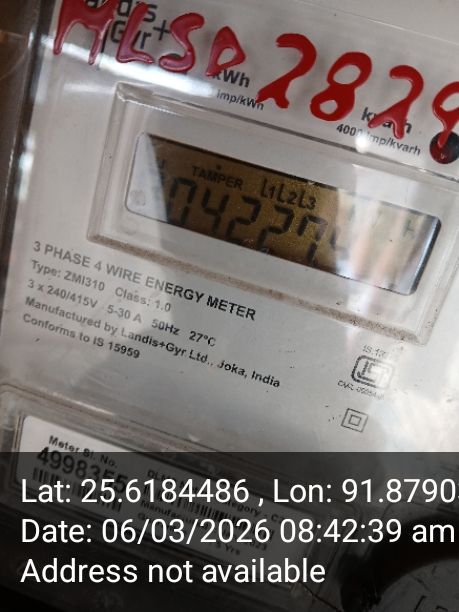 MLSD 2829
Gyr+
kWh
imp/kWh
kvarh
4000 imp/kvarh
TAMPER L1L2L3
3 PHASE 4 WIRE ENERGY METER
Type: ZMI310 Class: 1.0
3 x 240/415V 5-30 A 50Hz 27°C
Manufactured by Landis+Gyr Ltd., Joka, India
Conforms to IS 15959
Meter Sl. No.
Lat: 25.6184486 , Lon: 91.8790
Date: 06/03/2026 08:42:39 am
Address not available